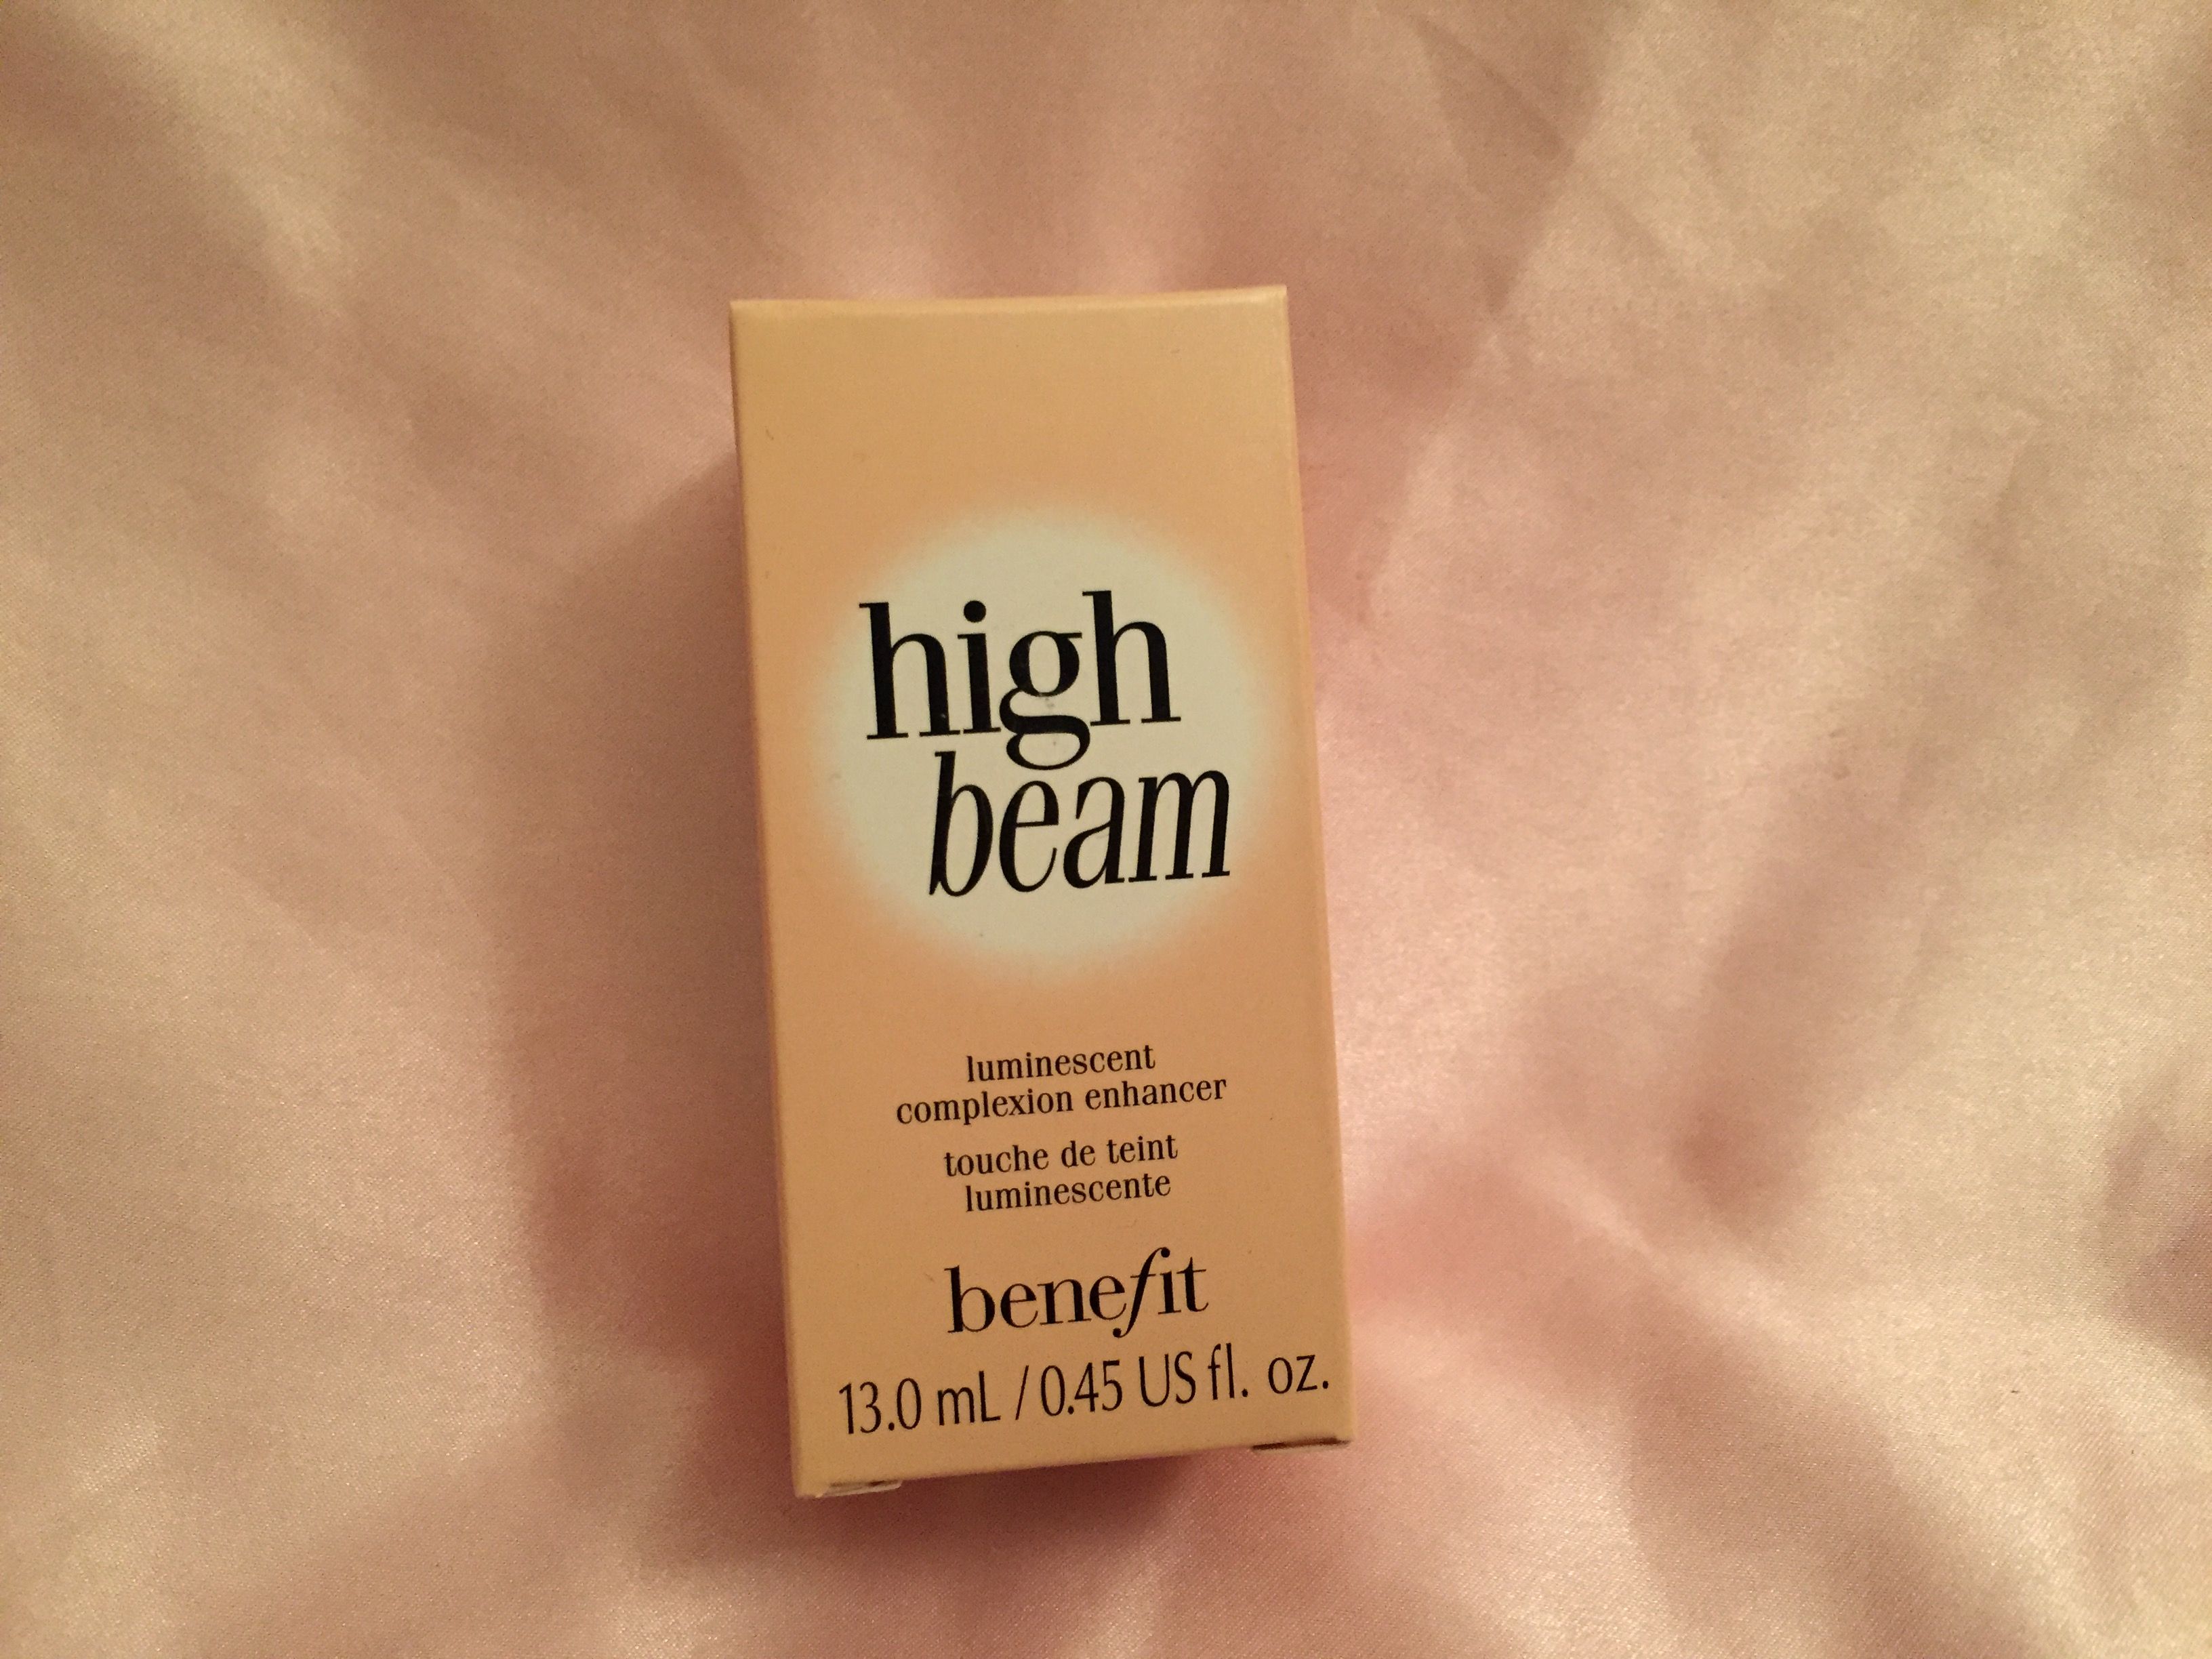 high
beam
luminescent
complexion enhancer
touche de teint
luminescente
benefit
13.0 mL / 0.45 US fl. oz.